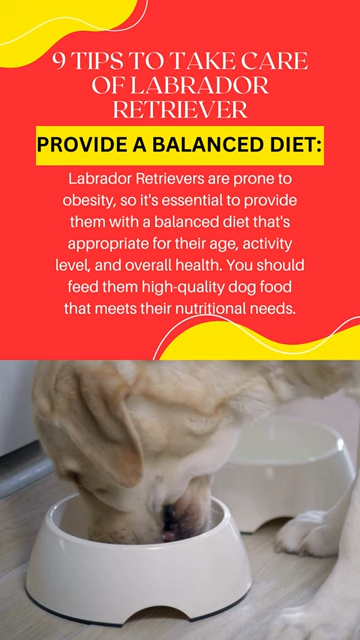 9 TIPS TO TAKE CARE
OF LABRADOR
RETRIEVER
PROVIDE A BALANCED DIET:
Labrador Retrievers are prone to
obesity, so it's essential to provide
them with a balanced diet that's
appropriate for their age, activity
level, and overall health. You should
feed them high-quality dog food
that meets their nutritional needs.